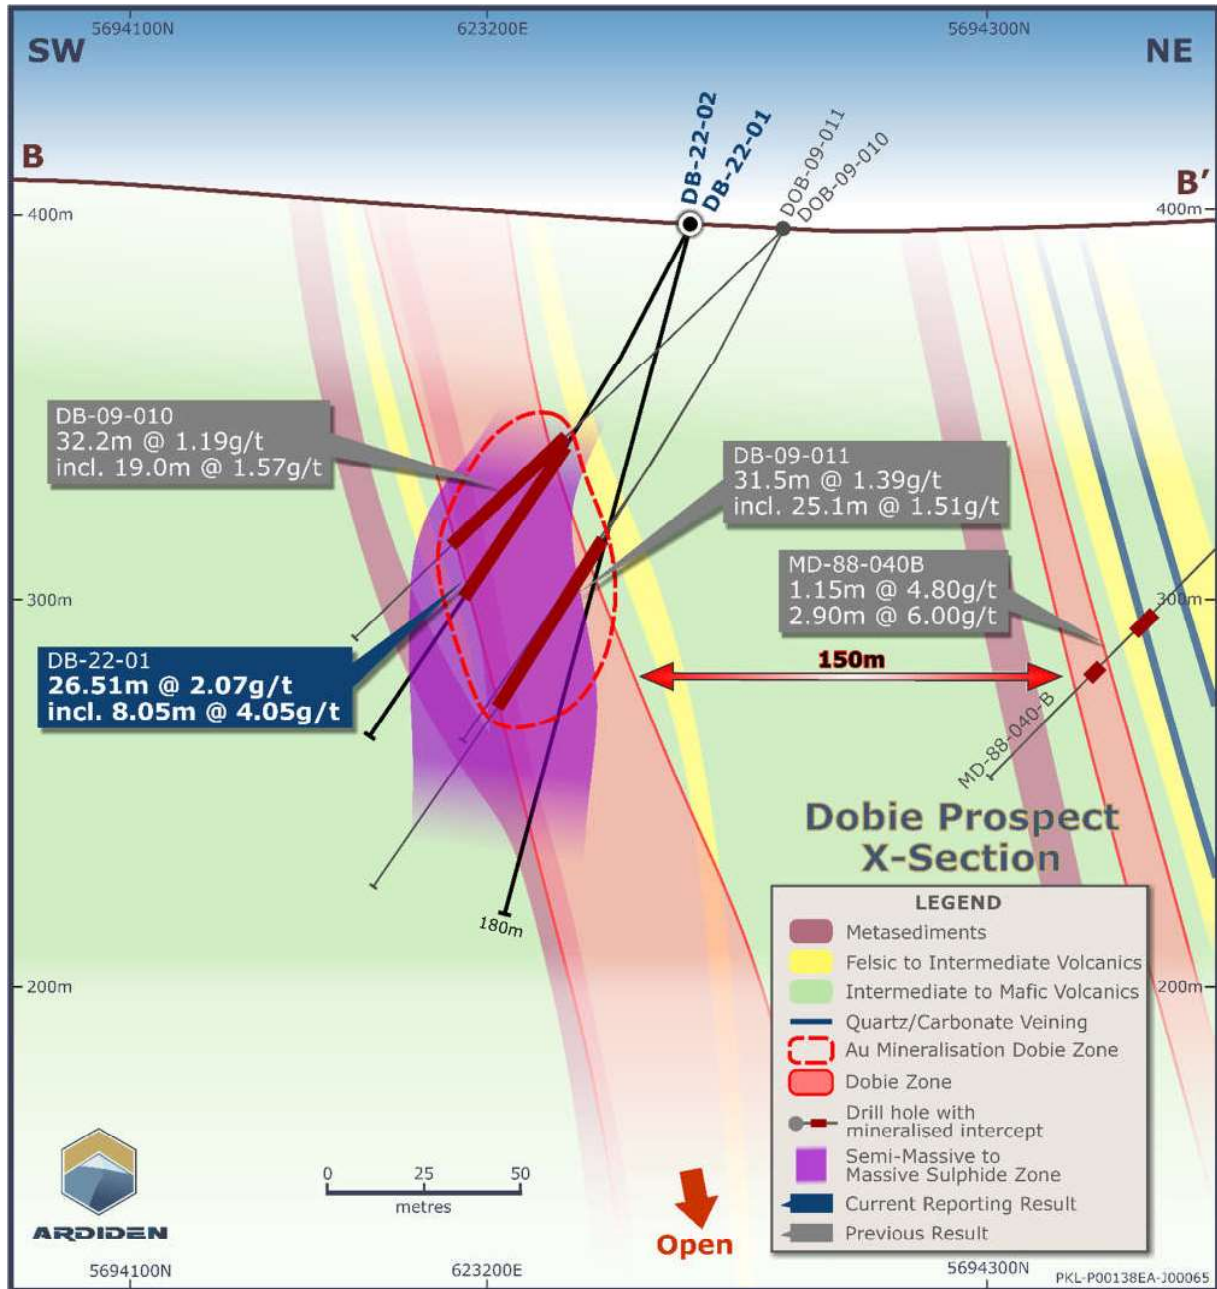 5694100N
623200E
5694300N
SW
NE
DB-22-02
DB-22-01
DOB-09-011
DOB-09-010
B
B'
400m
400m
DB-09-010
32.2m @ 1.19g/t
incl. 19.0m @ 1.57g/t
DB-09-011
31.5m @ 1.39g/t
incl. 25.1m @ 1.51g/t
MD-88-040B
1.15m @ 4.80g/t
2.90m @ 6.00g/t
300m
300m
DB-22-01
26.51m @ 2.07g/t
incl. 8.05m @ 4.05g/t
150m
MD-88-040-B
Dobie Prospect
X-Section
180m
LEGEND
Metasediments
Felsic to Intermediate Volcanics
Intermediate to Mafic Volcanics
Quartz/Carbonate Veining
Au Mineralisation Dobie Zone
Dobie Zone
Drill hole with
mineralised intercept
Semi-Massive to
Massive Sulphide Zone
Current Reporting Result
Previous Result
200m
200m
0 25 50
metres
ARDIDEN
Open
5694100N
623200E
5694300N
PKL-P00138EA-J00065